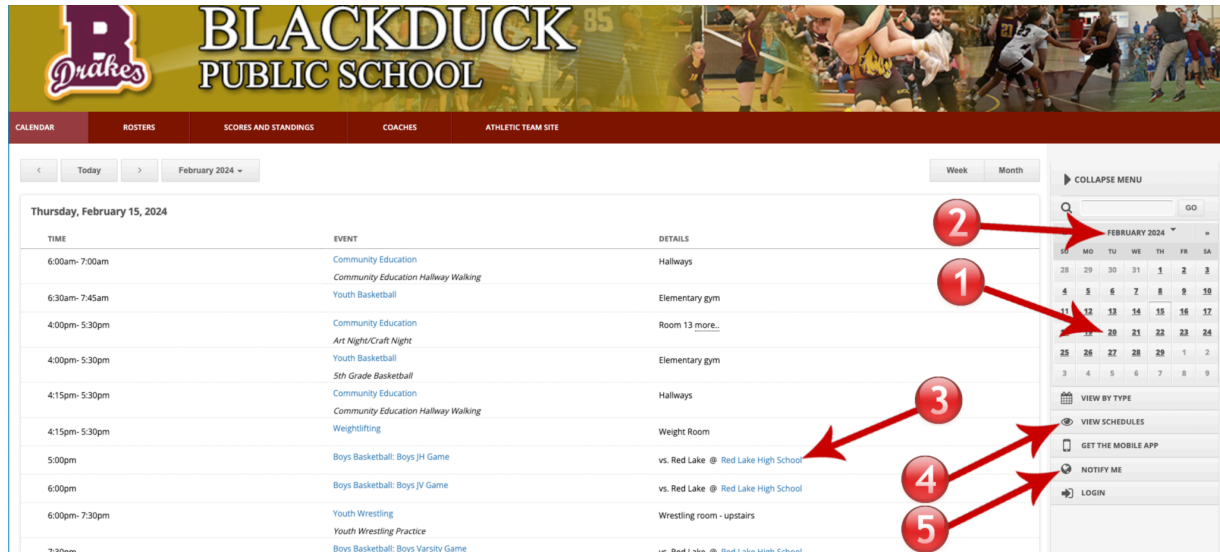 B
Drakes
BLACKDUCK
PUBLIC SCHOOL
85
CALENDAR ROSTERS SCORES AND STANDINGS COACHES ATHLETIC TEAM SITE
< Today > February 2024 Week Month
Thursday, February 15, 2024
TIME EVENT DETAILS
6:00am- 7:00am Community Education Hallways
Community Education Hallway Walking
6:30am- 7:45am Youth Basketball Elementary gym
4:00pm- 5:30pm Community Education Room 13 more..
Art Night/Craft Night
4:00pm- 5:30pm Youth Basketball Elementary gym
5th Grade Basketball
4:15pm- 5:30pm Community Education Hallways
Community Education Hallway Walking
4:15pm- 5:30pm Weightlifting Weight Room
5:00pm Boys Basketball: Boys JH Game vs. Red Lake @ Red Lake High School
6:00pm Boys Basketball: Boys JV Game vs. Red Lake @ Red Lake High School
6:00pm- 7:30pm Youth Wrestling Wrestling room - upstairs
Youth Wrestling Practice
7:30pm Boys Basketball: Boys Varsity Game vs. Red Lake @ Red Lake High School
COLLAPSE MENU
GO
FEBRUARY 2024 »
SU MO TU WE TH FR SA
28 29 30 31 1 2 3
4 5 6 7 8 9 10
11 12 13 14 15 16 17
19 20 21 22 23 24
25 26 27 28 29 1 2
3 4 5 6 7 8 9
VIEW BY TYPE
VIEW SCHEDULES
GET THE MOBILE APP
NOTIFY ME
LOGIN
2
1
3
4
5